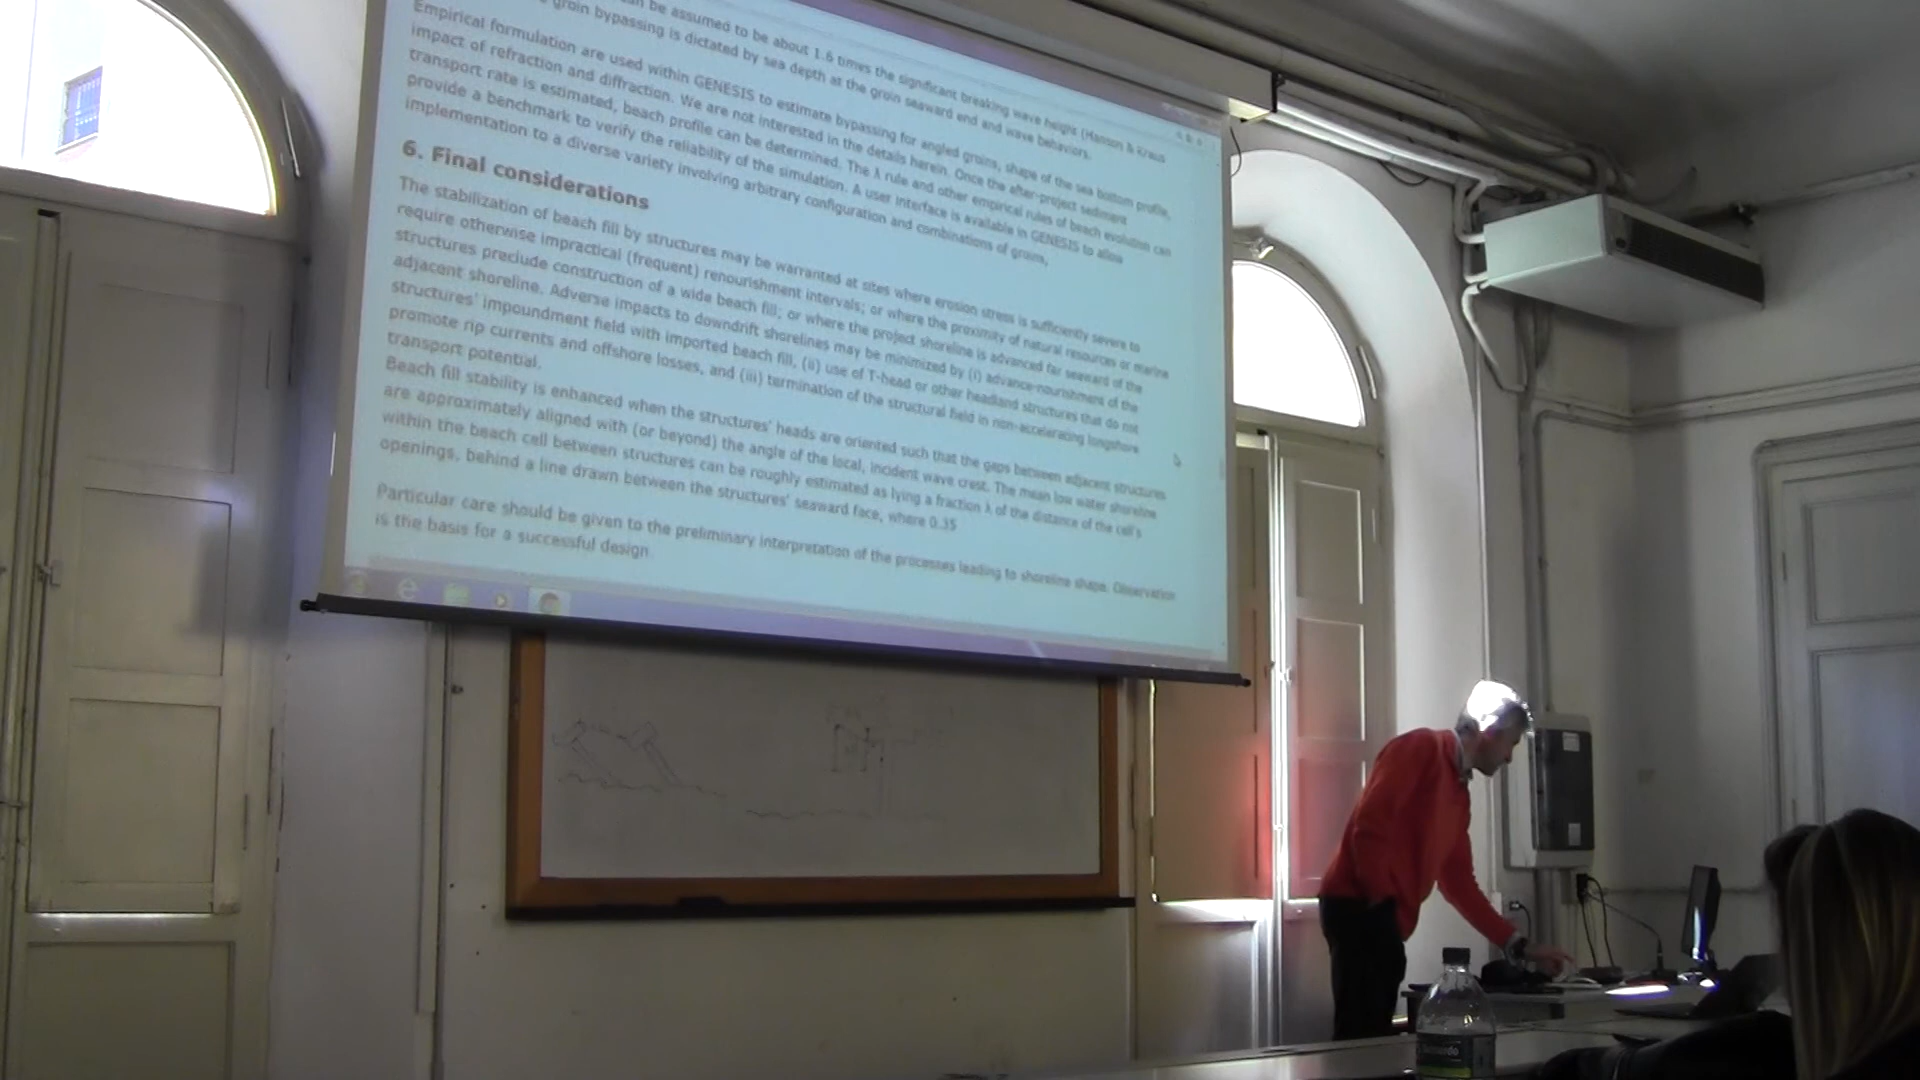 can be assumed to be about 1.6 times the significant breaking wave height (Hanson & Kraus
groin bypassing is dictated by sea depth at the groin seaward end and wave behaviors.
Empirical formulation are used within GENESIS to estimate bypassing for angled groins, shape of the sea bottom profile,
impact of refraction and diffraction. We are not interested in the details herein. Once the after-project sediment
transport rate is estimated, beach profile can be determined. The λ rule and other empirical rules of beach evolution can
provide a benchmark to verify the reliability of the simulation. A user interface is available in GENESIS to allow
implementation to a diverse variety involving arbitrary configuration and combinations of groins,
6. Final considerations
The stabilization of beach fill by structures may be warranted at sites where erosion stress is sufficiently severe to
require otherwise impractical (frequent) renourishment intervals; or where the proximity of natural resources or marine
structures preclude construction of a wide beach fill; or where the project shoreline is advanced far seaward of the
adjacent shoreline. Adverse impacts to downdrift shorelines may be minimized by (i) advance-nourishment of the
structures' impoundment field with imported beach fill, (ii) use of T-head or other headland structures that do not
promote rip currents and offshore losses, and (iii) termination of the structural field in non-accelerating longshore
transport potential.
Beach fill stability is enhanced when the structures' heads are oriented such that the gaps between adjacent structures
are approximately aligned with (or beyond) the angle of the local, incident wave crest. The mean low water shoreline
within the beach cell between structures can be roughly estimated as lying a fraction λ of the distance of the cell's
openings, behind a line drawn between the structures' seaward face, where 0.35
Particular care should be given to the preliminary interpretation of the processes leading to shoreline shape. Observation
is the basis for a successful design.